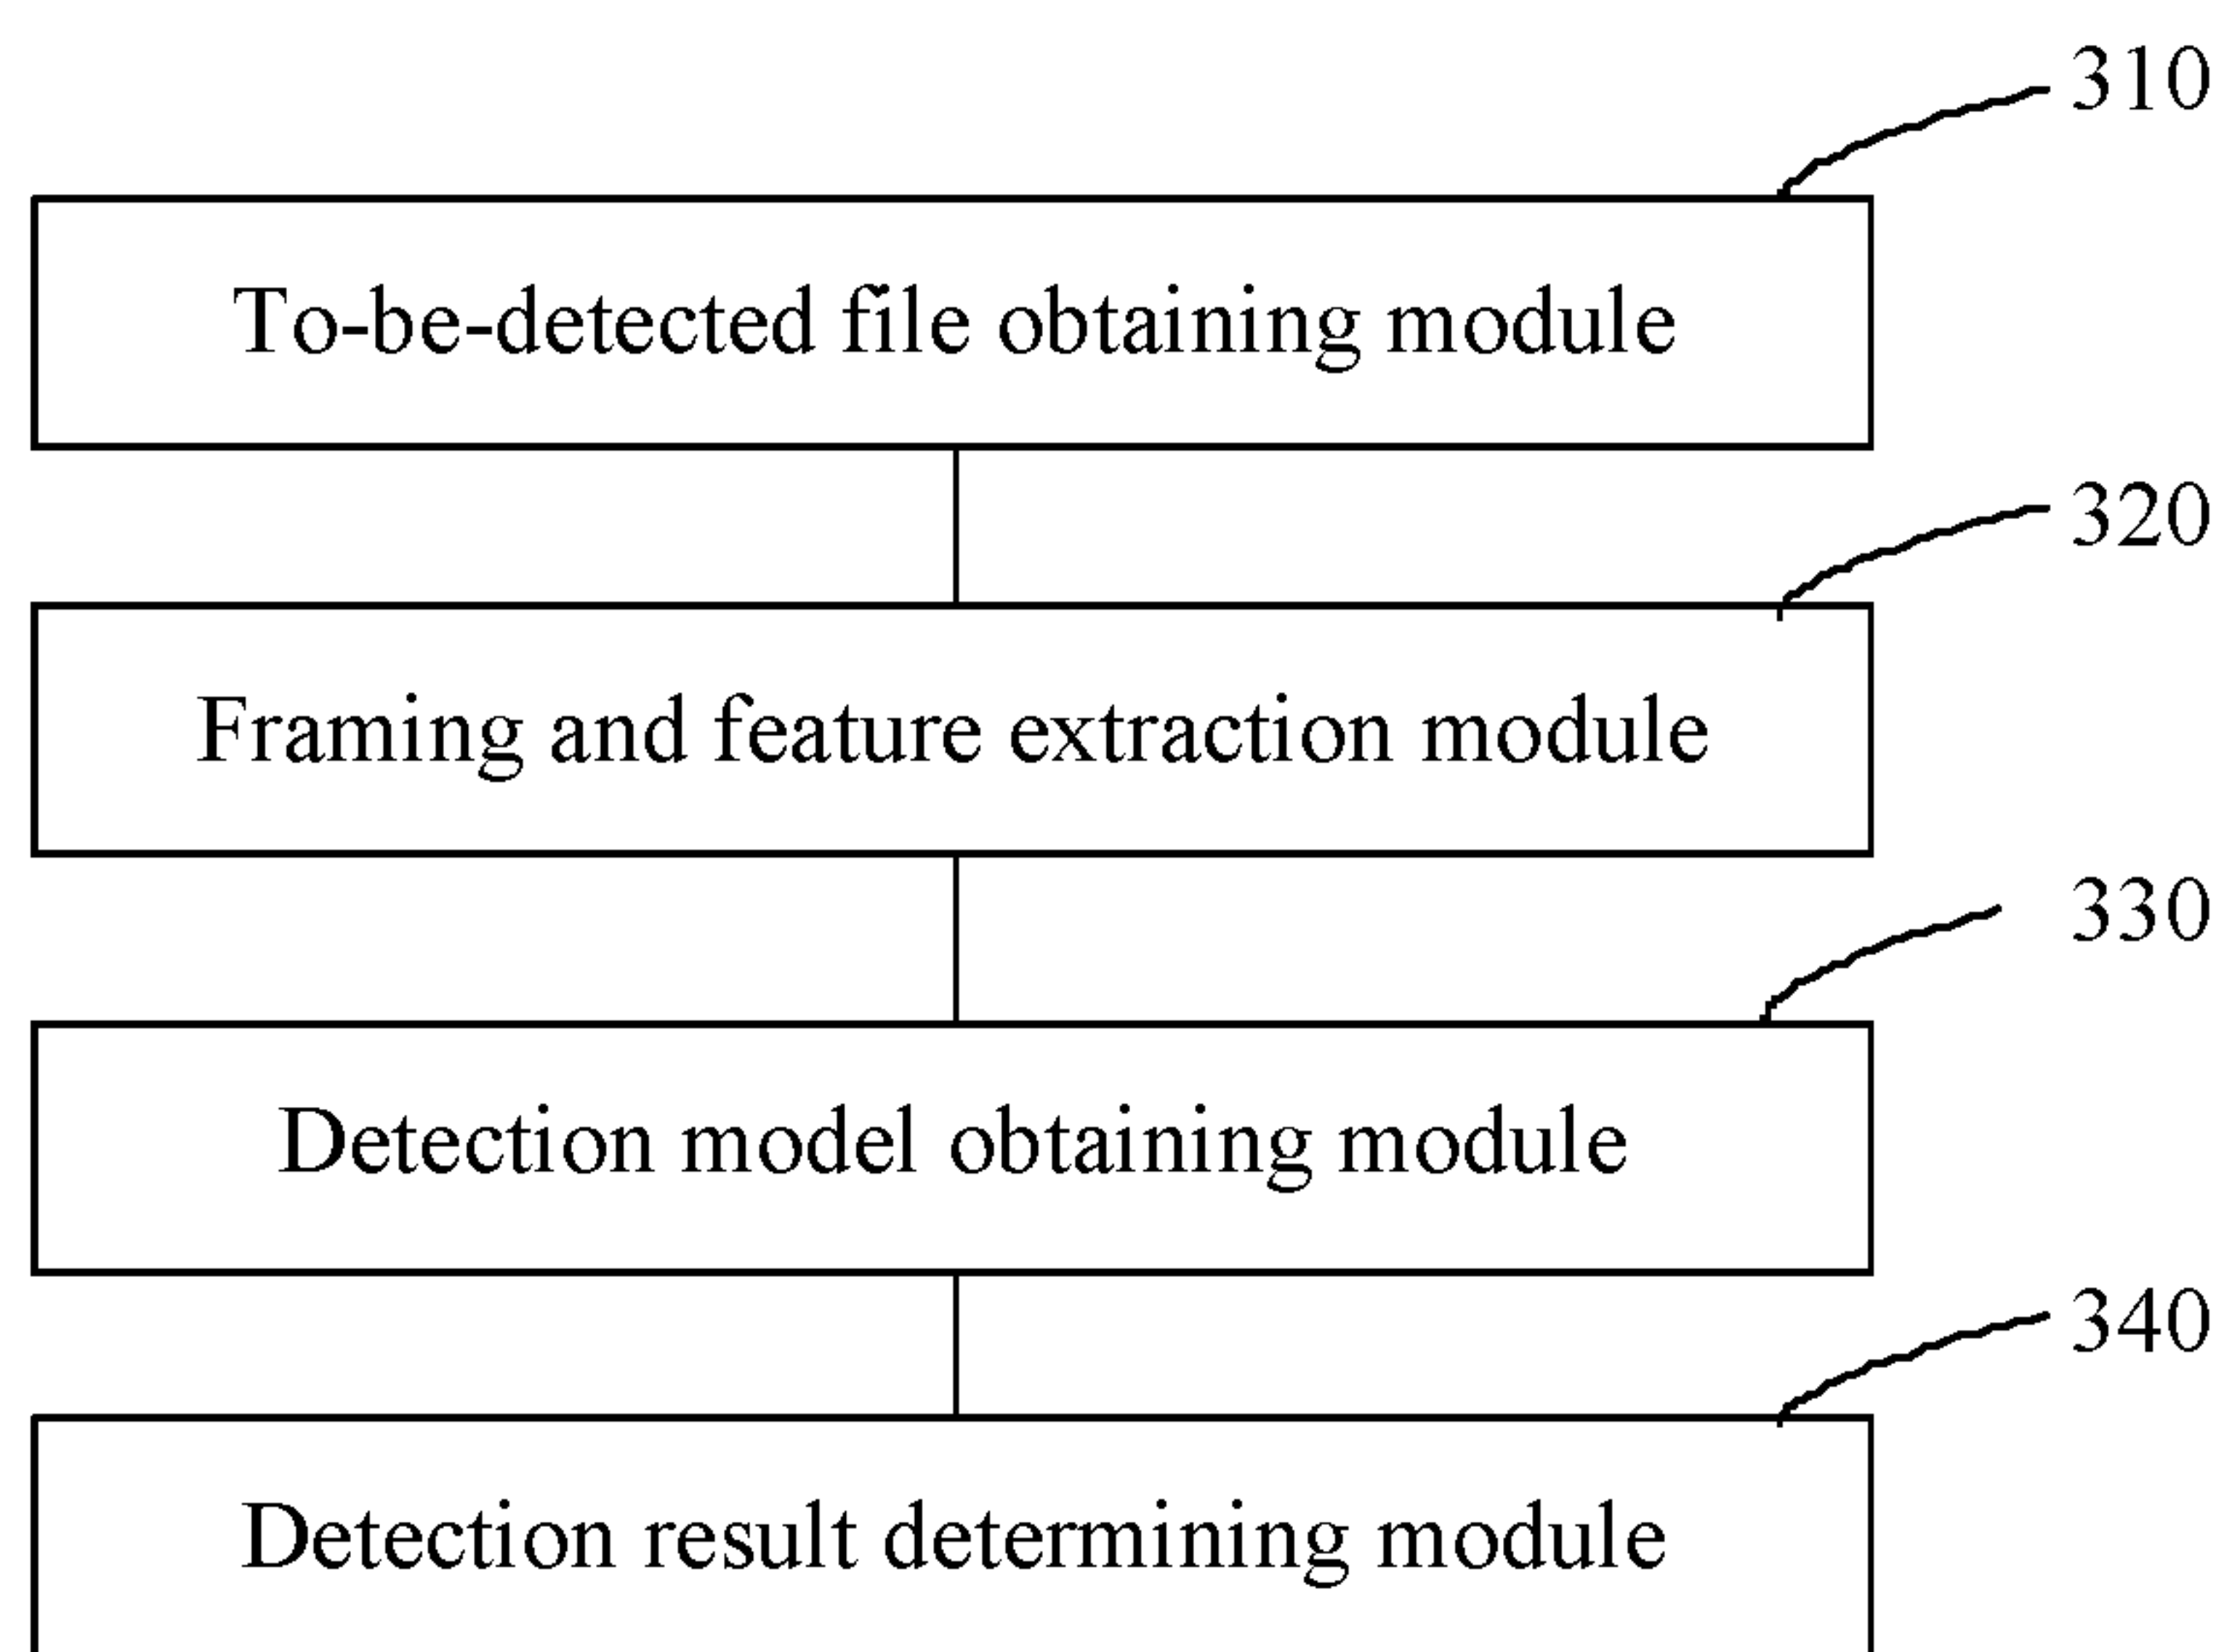 310
To-be-detected file obtaining module
320
Framing and feature extraction module
330
Detection model obtaining module
340
Detection result determining module